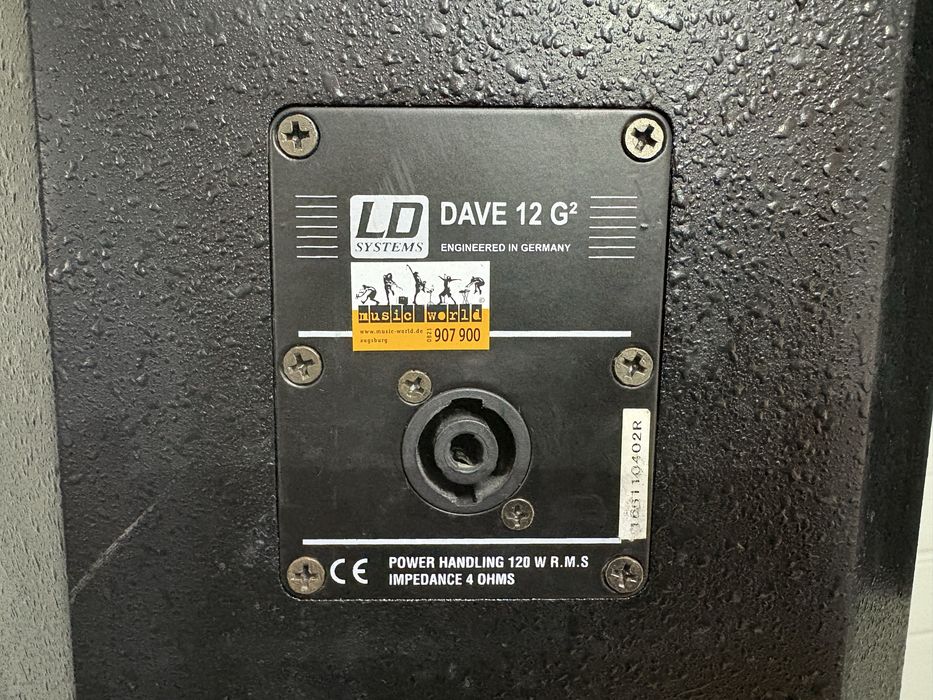 LD
SYSTEMS
DAVE 12 G²
ENGINEERED IN GERMANY
©
music world
www.music-world.de
augsburg
0821 907 900
CE
POWER HANDLING 120 W R.M.S
IMPEDANCE 4 OHMS